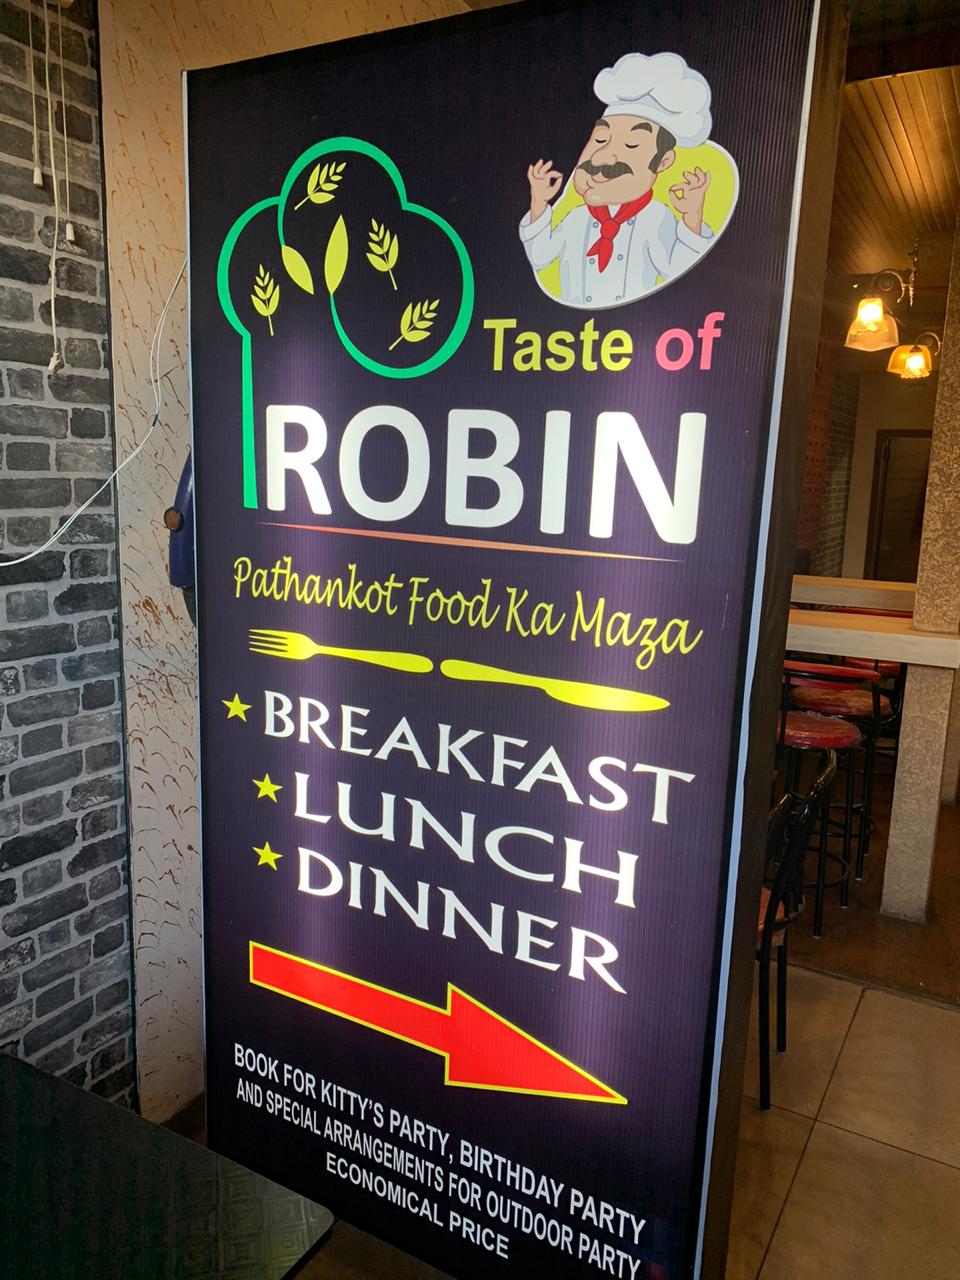 Taste of
ROBIN
Pathankot Food Ka Maza
BREAKFAST
LUNCH
DINNER
BOOK FOR KITTY'S PARTY, BIRTHDAY PARTY
AND SPECIAL ARRANGEMENTS FOR OUTDOOR PARTY
ECONOMICAL PRICE